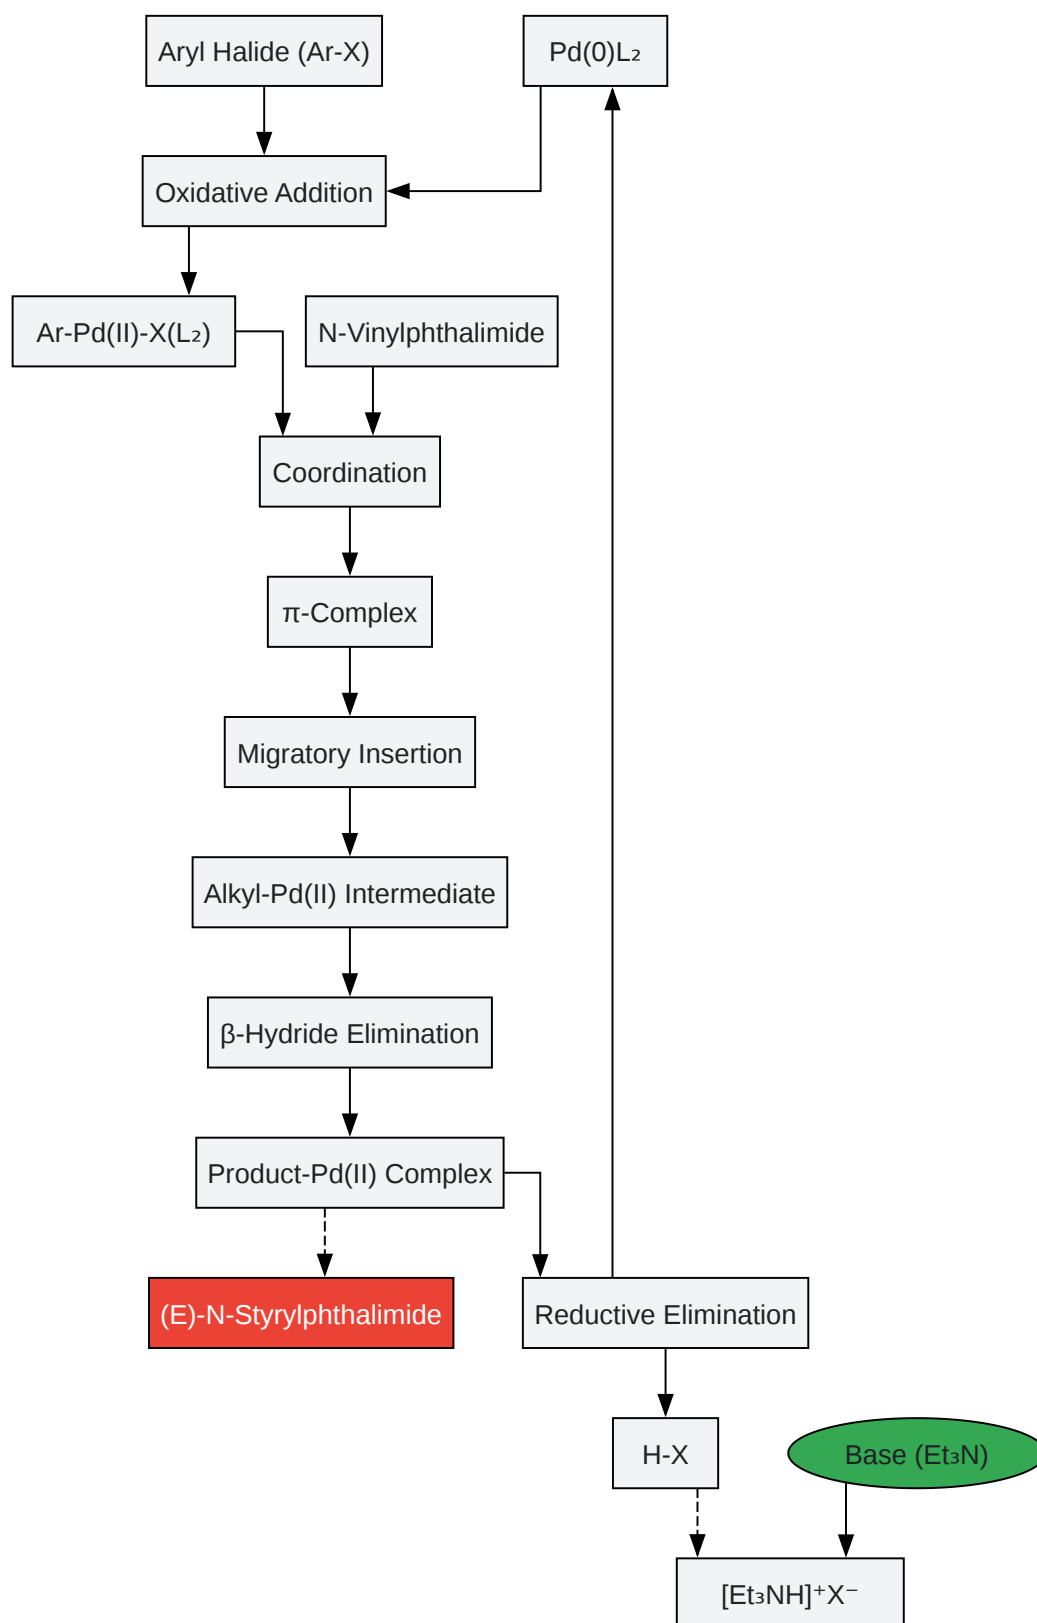 Aryl Halide (Ar-X)
Pd(0)L₂
Oxidative Addition
Ar-Pd(II)-X(L₂)
N-Vinylphthalimide
Coordination
π-Complex
Migratory Insertion
Alkyl-Pd(II) Intermediate
β-Hydride Elimination
Product-Pd(II) Complex
(E)-N-Styrylphthalimide
Reductive Elimination
H-X
Base (Et₃N)
[Et₃NH]⁺X⁻